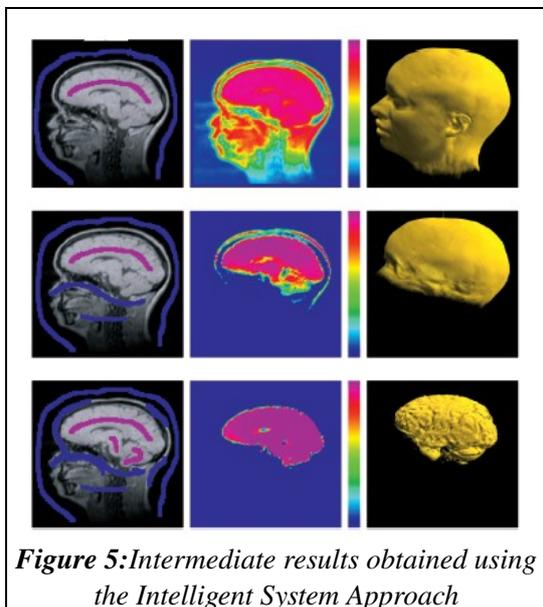 Figure 5:Intermediate results obtained using
the Intelligent System Approach